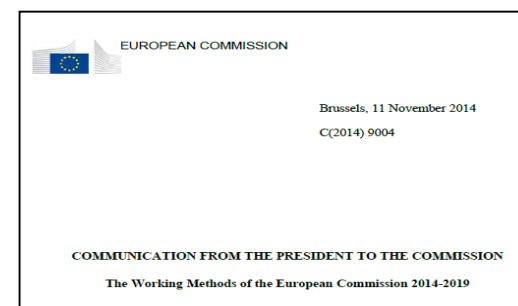 EUROPEAN COMMISSION
Brussels, 11 November 2014
C(2014) 9004
COMMUNICATION FROM THE PRESIDENT TO THE COMMISSION
The Working Methods of the European Commission 2014-2019